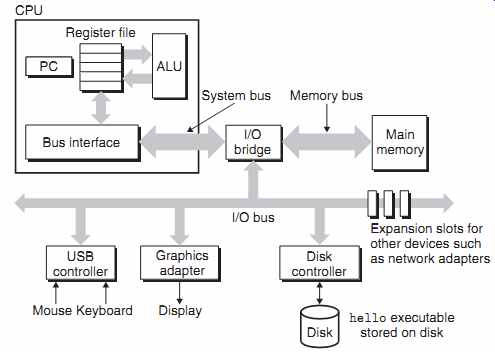 CPU
Register file
PC
ALU
System bus
Memory bus
Bus interface
I/O
bridge
Main
memory
I/O bus
Expansion slots for
other devices such
as network adapters
USB
controller
Graphics
adapter
Disk
controller
Mouse Keyboard
Display
Disk
hello executable
stored on disk